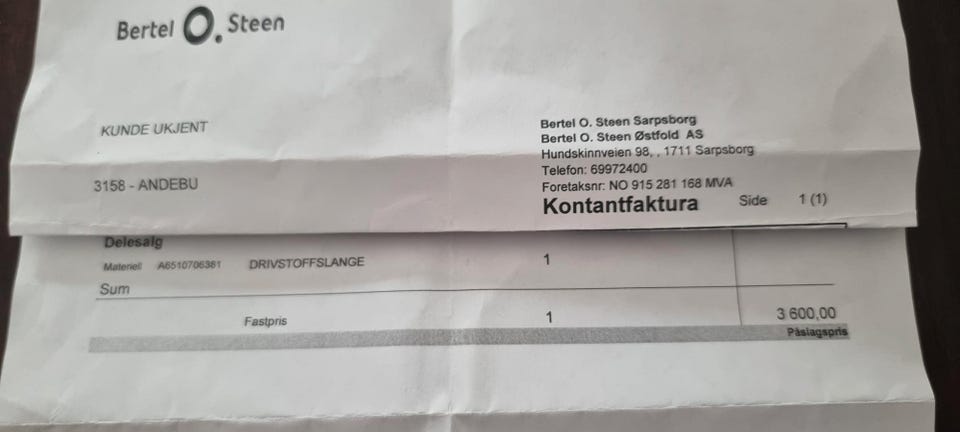 Bertel O. Steen
KUNDE UKJENT
3158 - ANDEBU
Bertel O. Steen Sarpsborg
Bertel O. Steen Østfold AS
Hundskinnveien 98, , 1711 Sarpsborg
Telefon: 69972400
Foretaksnr: NO 915 281 168 MVA
Kontantfaktura Side 1 (1)
Delesalg
Materiell A6510706381 DRIVSTOFFSLANGE 1
Sum
Fastpris 1 3 600,00
Påslagspris